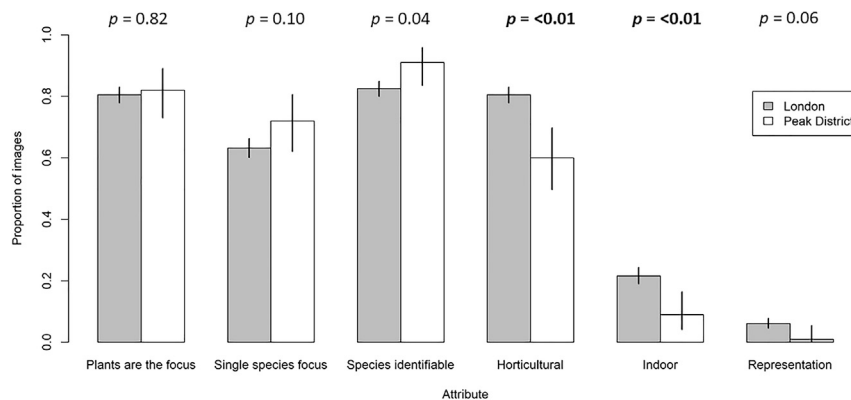 p = 0.82 p = 0.10 p = 0.04 p = <0.01 p = <0.01 p = 0.06
1.0
0.8
0.6
0.4
0.2
0.0
Proportion of images
London
Peak District
Plants are the focus Single species focus Species identifiable Horticultural Indoor Representation
Attribute